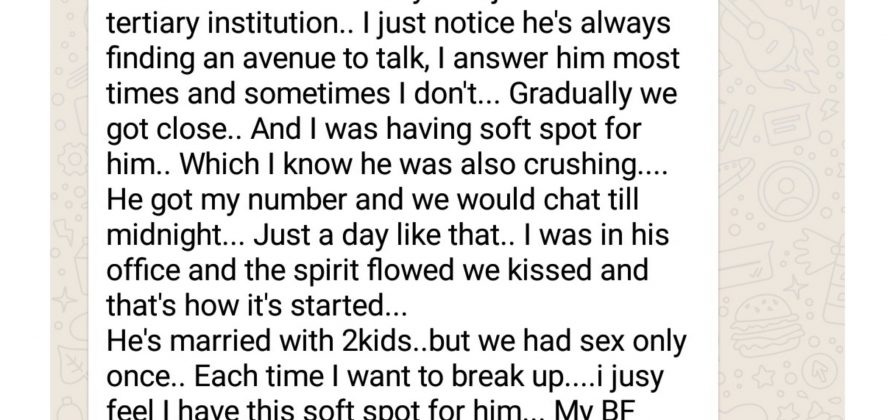 tertiary institution.. I just notice he's always
finding an avenue to talk, I answer him most
times and sometimes I don't... Gradually we
got close.. And I was having soft spot for
him.. Which I know he was also crushing....
He got my number and we would chat till
midnight... Just a day like that.. I was in his
office and the spirit flowed we kissed and
that's how it's started...
He's married with 2kids..but we had sex only
once.. Each time I want to break up....i jusy
feel I have this soft spot for him... My BF